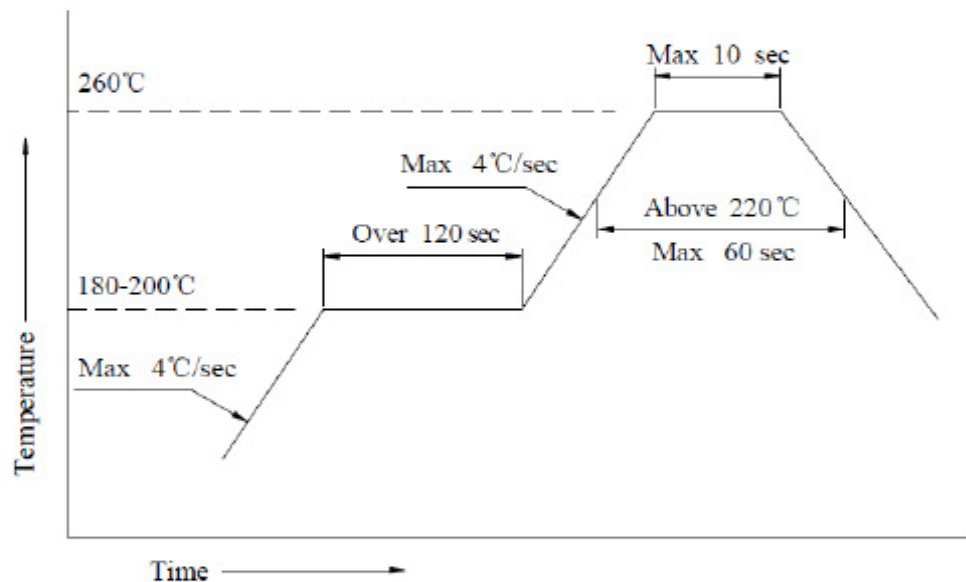 Max 10 sec
260℃
Max 4℃/sec
Above 220℃
Over 120 sec
Max 60 sec
180-200℃
Max 4℃/sec
Temperature
Time